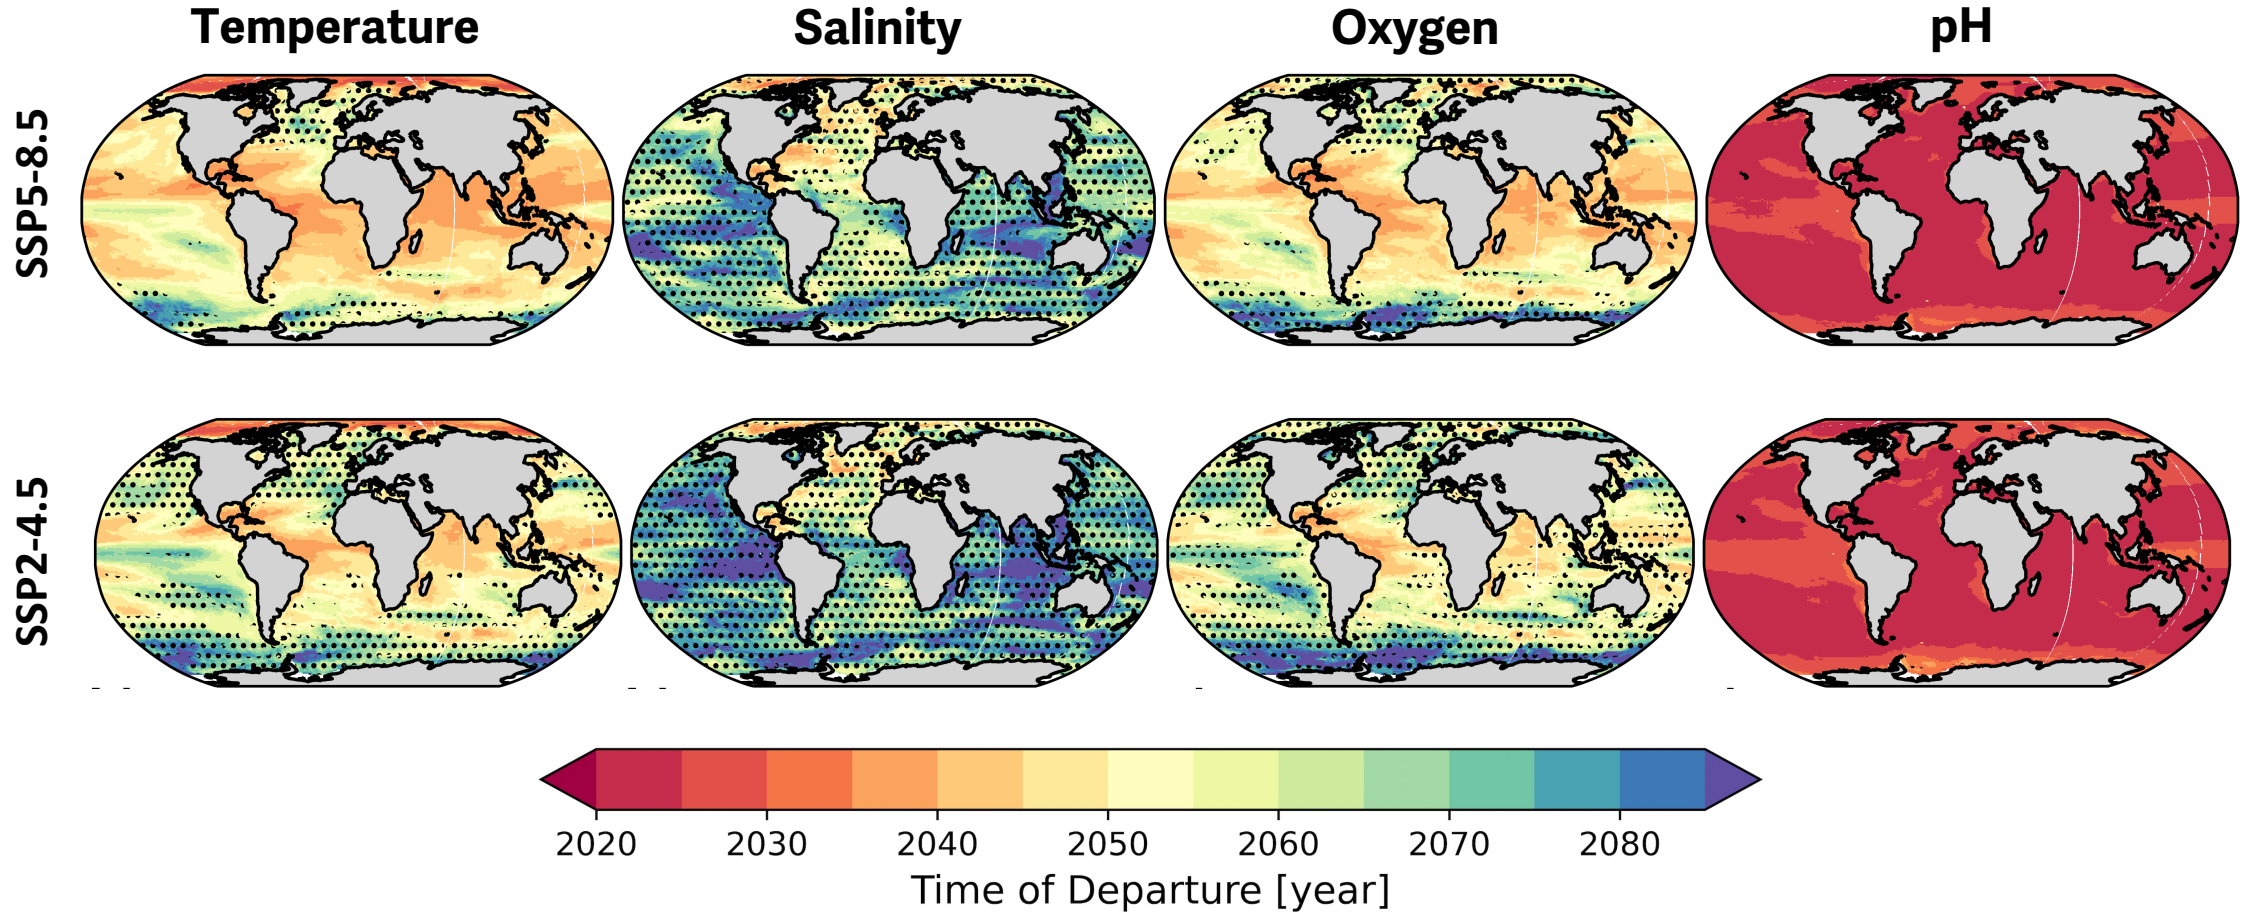 Temperature Salinity Oxygen pH
SSP5-8.5
SSP2-4.5
2020 2030 2040 2050 2060 2070 2080
Time of Departure [year]